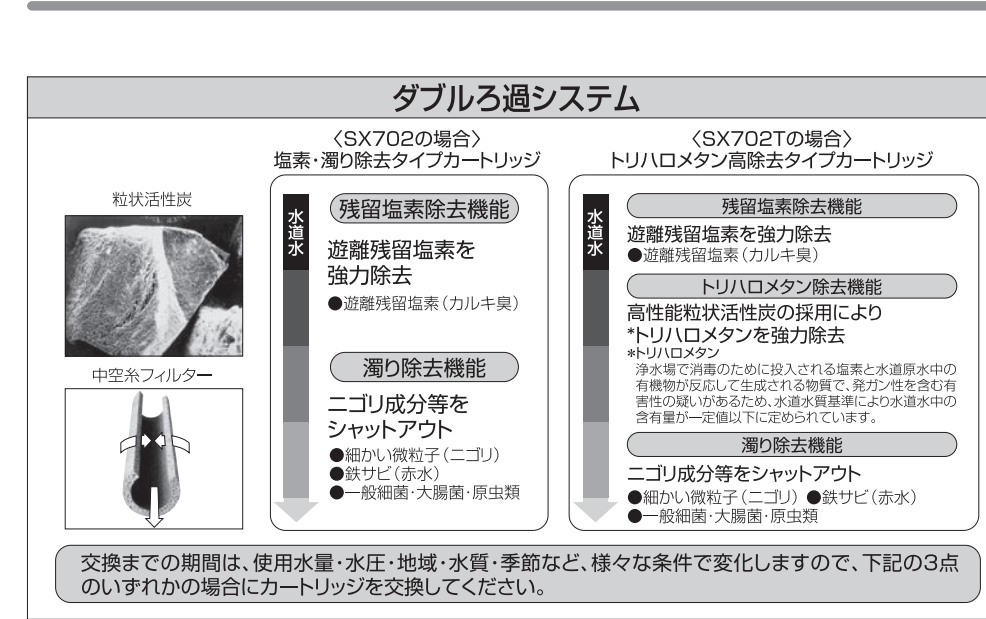 ダブルろ過システム
粒状活性炭
中空糸フィルター
〈SX702の場合〉
塩素・濁り除去タイプカートリッジ
水道水
残留塩素除去機能
遊離残留塩素を
強力除去
●遊離残留塩素（カルキ臭）
濁り除去機能
ニゴリ成分等を
シャットアウト
●細かい微粒子（ニゴリ）
●鉄サビ（赤水）
●一般細菌・大腸菌・原虫類
〈SX702Tの場合〉
トリハロメタン高除去タイプカートリッジ
水道水
残留塩素除去機能
遊離残留塩素を強力除去
●遊離残留塩素（カルキ臭）
トリハロメタン除去機能
高性能粒状活性炭の採用により
*トリハロメタンを強力除去
*トリハロメタン
浄水場で消毒のために投入される塩素と水道原水中の
有機物が反応して生成される物質で、発ガン性を含む有
害性の疑いがあるため、水道水質基準により水道水中の
含有量が一定値以下に定められています。
濁り除去機能
ニゴリ成分等をシャットアウト
●細かい微粒子（ニゴリ） ●鉄サビ（赤水）
●一般細菌・大腸菌・原虫類
交換までの期間は、使用水量・水圧・地域・水質・季節など、様々な条件で変化しますので、下記の3点
のいずれかの場合にカートリッジを交換してください。